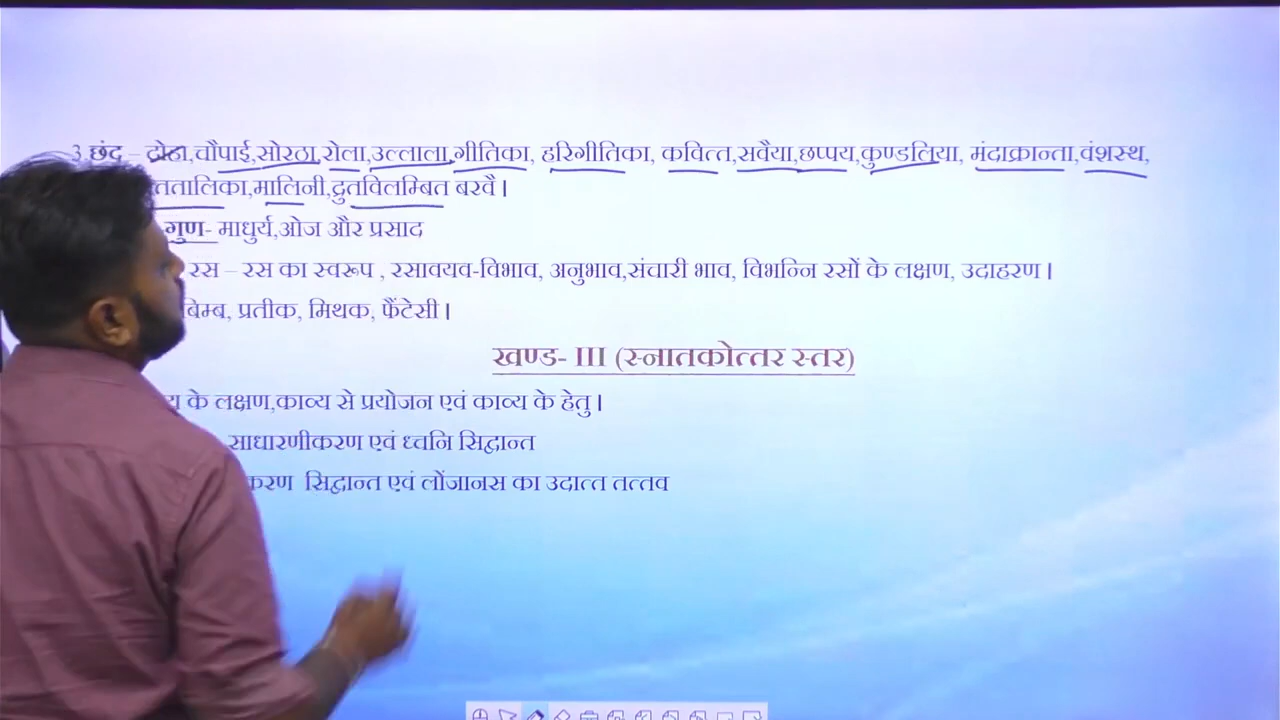 3.छंद – दोहा,चौपाई,सोरठा,रोला,उल्लाला,गीतिका, हरिगीतिका, कवित्त,सवैया,छप्पय,कुण्डलिया, मंदाक्रान्ता,वंशस्थ,
मालिनी,द्रुतविलम्बित बरवै।
गुण- माधुर्य,ओज और प्रसाद
रस – रस का स्वरूप , रसावयव-विभाव, अनुभाव,संचारी भाव, विभन्नि रसों के लक्षण, उदाहरण।
बिम्ब, प्रतीक, मिथक, फैंटेसी।
खण्ड- III (स्नातकोत्तर स्तर)
के लक्षण,काव्य से प्रयोजन एवं काव्य के हेतु।
साधारणीकरण एवं ध्वनि सिद्वान्त
सिद्वान्त एवं लोंजानस का उदात्त तत्तव